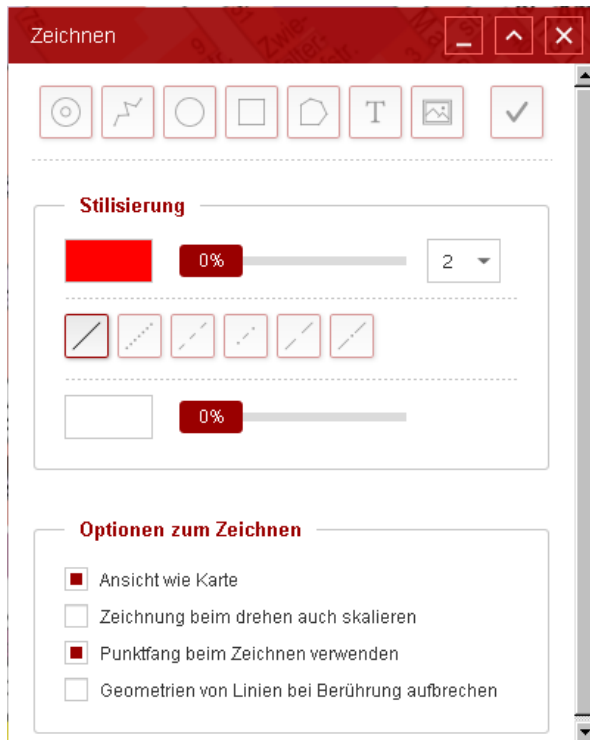 Zeichnen
T
Stilisierung
0%
2
0%
Optionen zum Zeichnen
Ansicht wie Karte
Zeichnung beim drehen auch skalieren
Punktfang beim Zeichnen verwenden
Geometrien von Linien bei Berührung aufbrechen